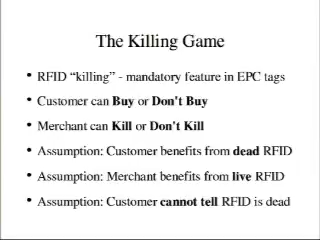 The Killing Game
• RFID “killing” - mandatory feature in EPC tags
• Customer can Buy or Don't Buy
• Merchant can Kill or Don't Kill
• Assumption: Customer benefits from dead RFID
• Assumption: Merchant benefits from live RFID
• Assumption: Customer cannot tell RFID is dead